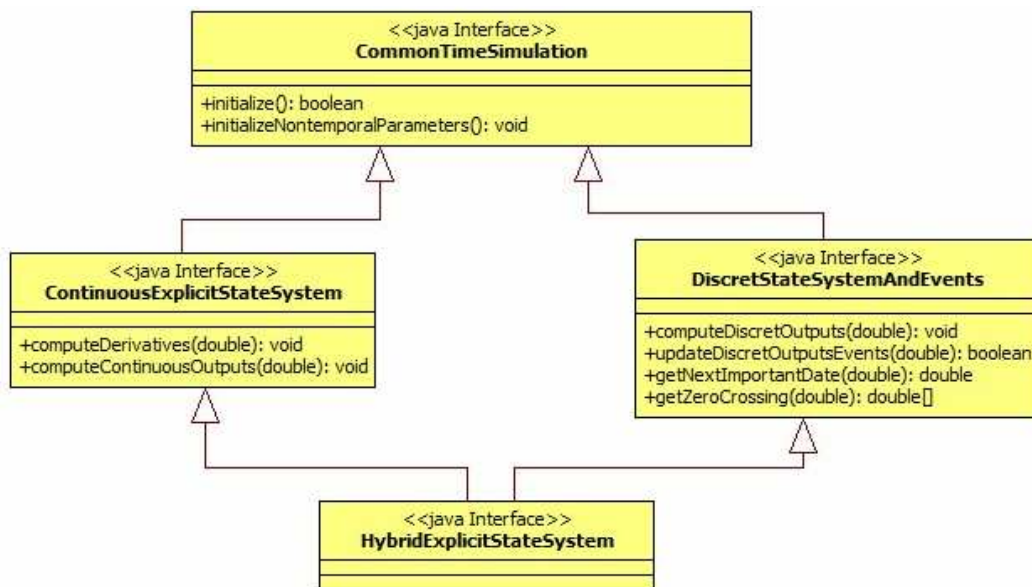 <<java Interface>>
CommonTimeSimulation
+initialize(): boolean
+initializeNontemporalParameters(): void
<<java Interface>>
ContinuousExplicitStateSystem
+computeDerivatives(double): void
+computeContinuousOutputs(double): void
<<java Interface>>
DiscretStateSystemAndEvents
+computeDiscretOutputs(double): void
+updateDiscretOutputsEvents(double): boolean
+getNextImportantDate(double): double
+getZeroCrossing(double): double[]
<<java Interface>>
HybridExplicitStateSystem